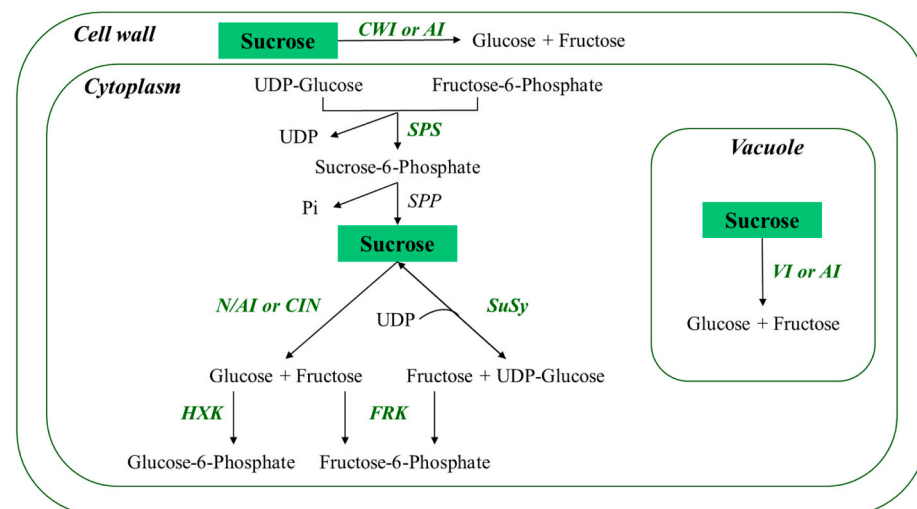 Cell wall
Sucrose
CWI or AI
Glucose + Fructose
Cytoplasm
UDP-Glucose
Fructose-6-Phosphate
UDP
SPS
Sucrose-6-Phosphate
Pi
SPP
Sucrose
N/AI or CIN
UDP
SuSy
Glucose + Fructose
Fructose + UDP-Glucose
HXK
FRK
Glucose-6-Phosphate
Fructose-6-Phosphate
Vacuole
Sucrose
VI or AI
Glucose + Fructose